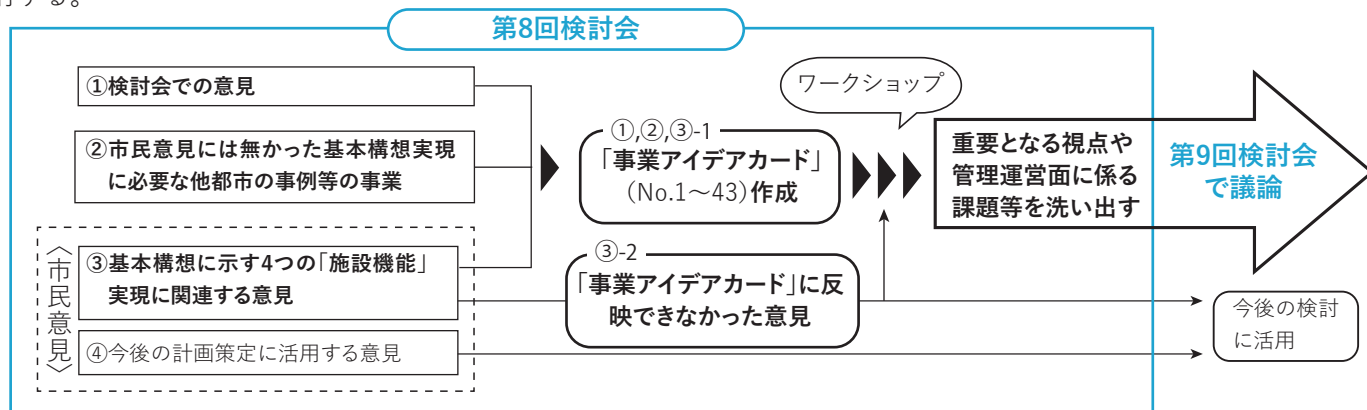 行する。
第8回検討会
①検討会での意見
②市民意見には無かった基本構想実現
に必要な他都市の事例等の事業
〈市民意見〉
③基本構想に示す4つの「施設機能」
実現に関連する意見
④今後の計画策定に活用する意見
①,②,③-1
「事業アイデアカード」
(No.1〜43)作成
③-2
「事業アイデアカード」に反
映できなかった意見
ワークショップ
重要となる視点や
管理運営面に係る
課題等を洗い出す
第9回検討会
で議論
今後の検討
に活用